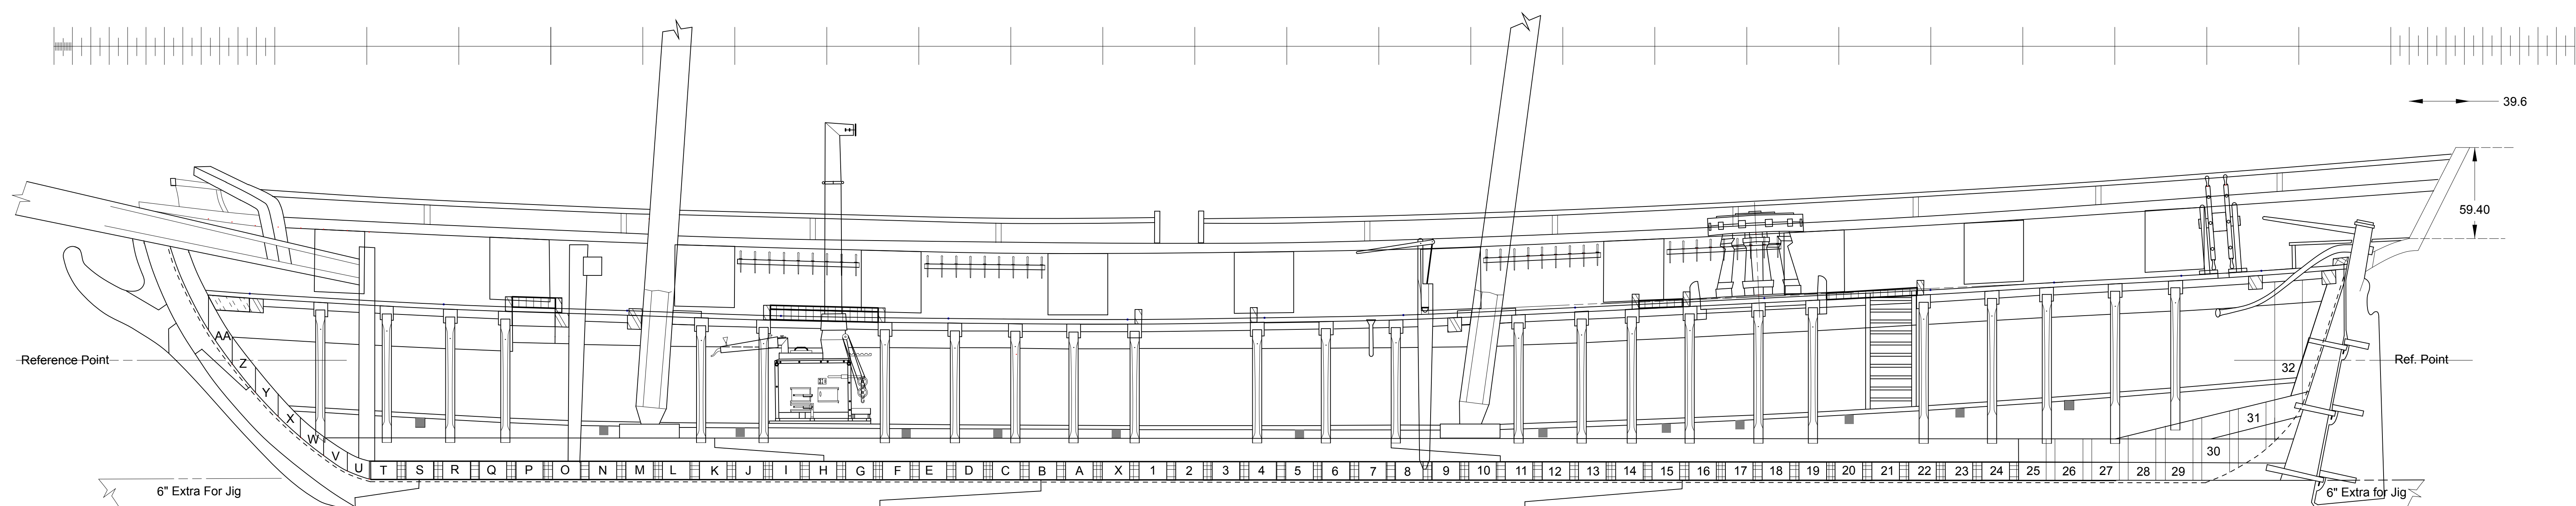 39.6
59.40
Reference Point
Ref. Point
AA
Z
Y
X
W
V
U
T S R Q P O N M L K J I H G F E D C B A X 1 2 3 4 5 6 7 8 9 10 11 12 13 14 15 16 17 18 19 20 21 22 23 24 25 26 27 28 29
30
31
32
6" Extra For Jig
6" Extra for Jig